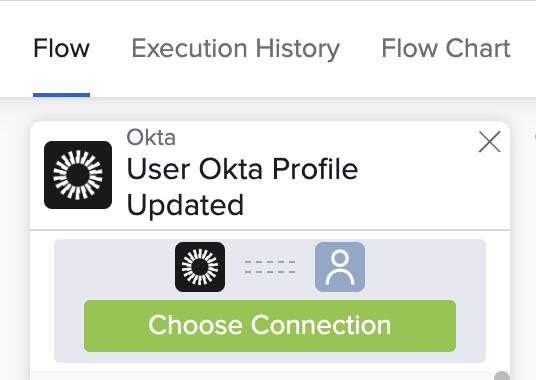 Flow Execution History Flow Chart
Okta
User Okta Profile
Updated
Choose Connection